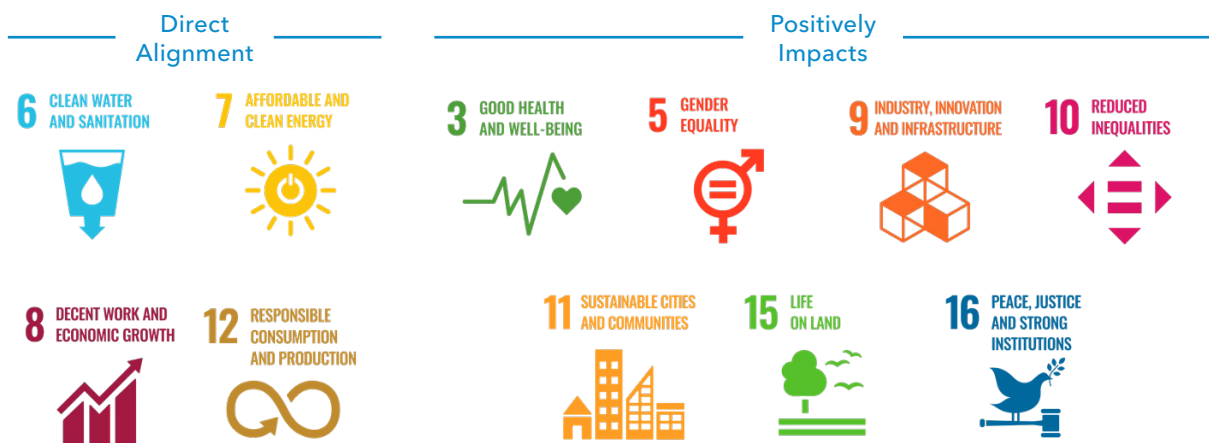 Direct
Alignment
Positively
Impacts
6 CLEAN WATER
AND SANITATION
7 AFFORDABLE AND
CLEAN ENERGY
3 GOOD HEALTH
AND WELL-BEING
5 GENDER
EQUALITY
9 INDUSTRY, INNOVATION
AND INFRASTRUCTURE
10 REDUCED
INEQUALITIES
8 DECENT WORK AND
ECONOMIC GROWTH
12 RESPONSIBLE
CONSUMPTION
AND PRODUCTION
11 SUSTAINABLE CITIES
AND COMMUNITIES
15 LIFE
ON LAND
16 PEACE, JUSTICE
AND STRONG
INSTITUTIONS